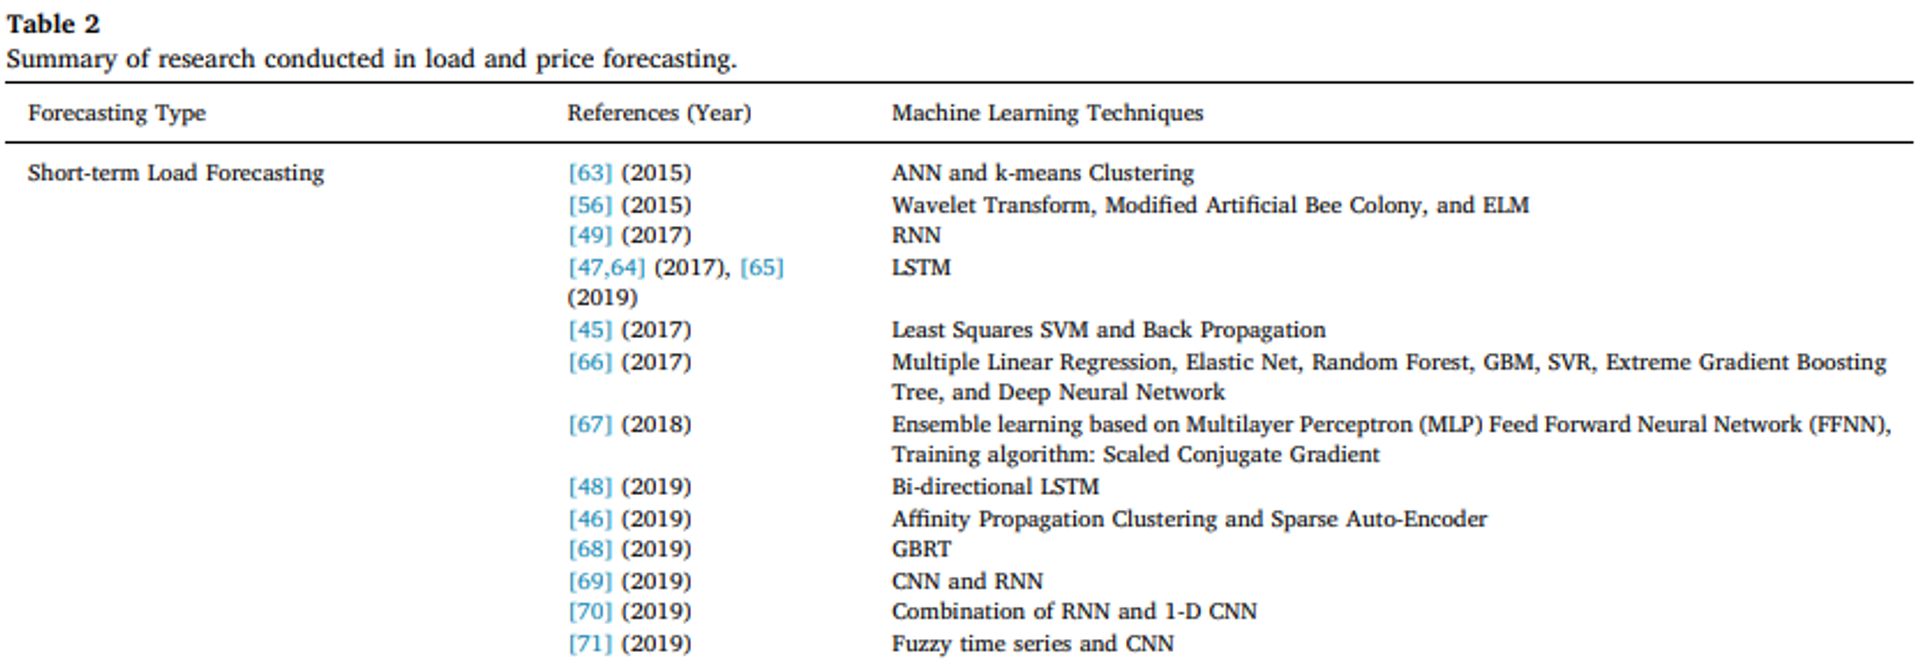 Table 2
Summary of research conducted in load and price forecasting.
Forecasting Type References (Year) Machine Learning Techniques
Short-term Load Forecasting [63] (2015) ANN and k-means Clustering
[56] (2015) Wavelet Transform, Modified Artificial Bee Colony, and ELM
[49] (2017) RNN
[47,64] (2017), [65] LSTM
(2019)
[45] (2017) Least Squares SVM and Back Propagation
[66] (2017) Multiple Linear Regression, Elastic Net, Random Forest, GBM, SVR, Extreme Gradient Boosting
Tree, and Deep Neural Network
[67] (2018) Ensemble learning based on Multilayer Perceptron (MLP) Feed Forward Neural Network (FFNN),
Training algorithm: Scaled Conjugate Gradient
[48] (2019) Bi-directional LSTM
[46] (2019) Affinity Propagation Clustering and Sparse Auto-Encoder
[68] (2019) GBRT
[69] (2019) CNN and RNN
[70] (2019) Combination of RNN and 1-D CNN
[71] (2019) Fuzzy time series and CNN